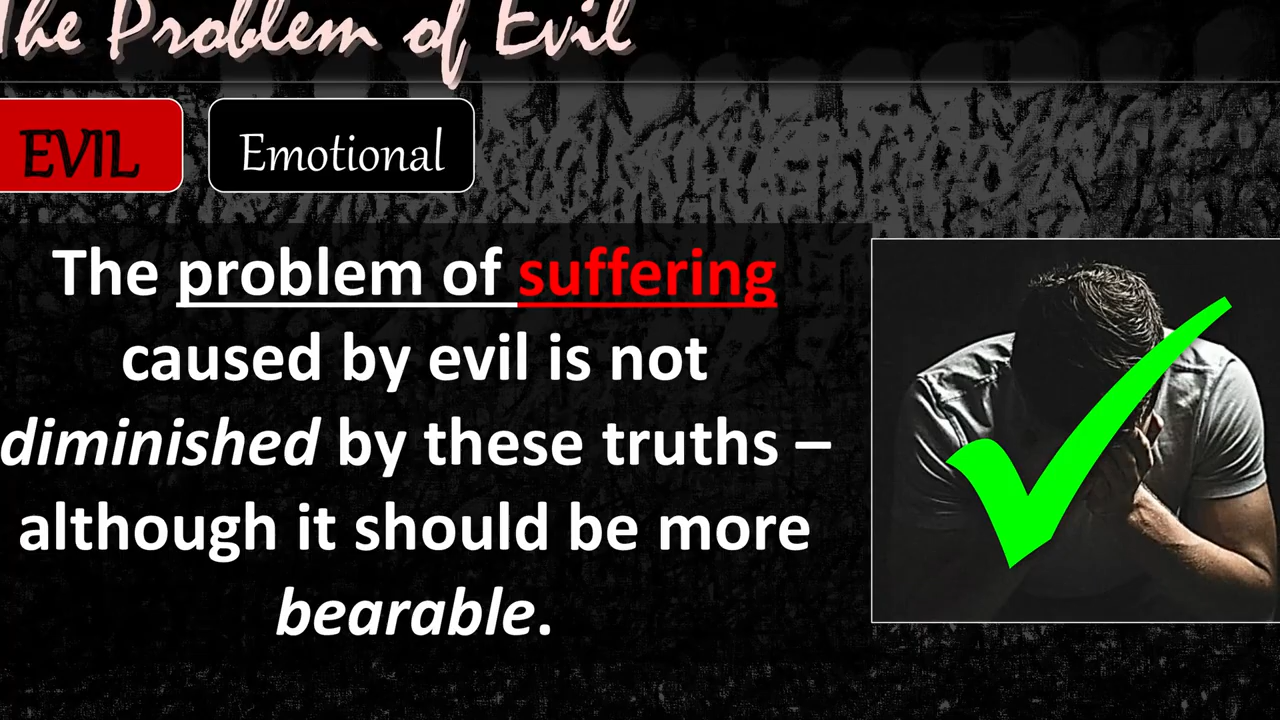 The Problem of Evil
EVIL
Emotional
The problem of suffering
caused by evil is not
diminished by these truths –
although it should be more
bearable.